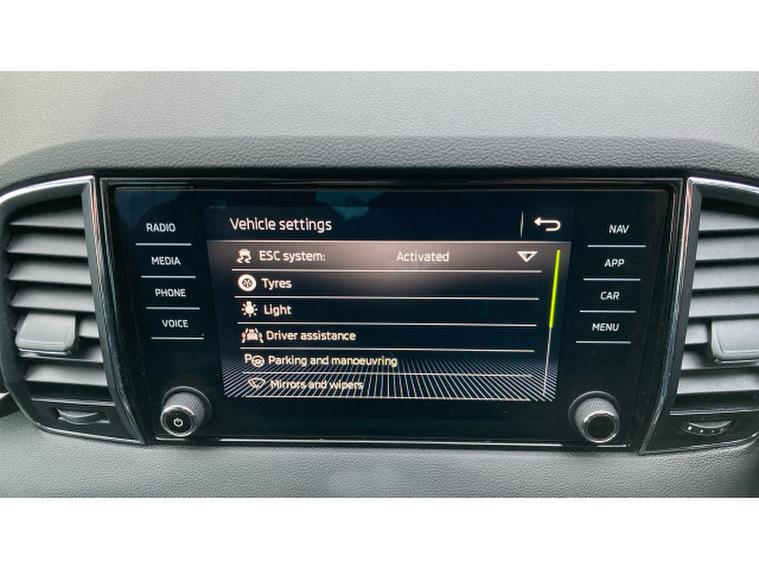 RADIO
MEDIA
PHONE
VOICE
Vehicle settings
ESC system: Activated
Tyres
Light
Driver assistance
Parking and manoeuvring
Mirrors and wipers
NAV
APP
CAR
MENU